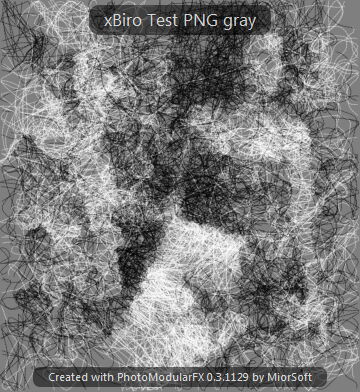 xBiro Test PNG gray
Created with PhotoModularFX 0.3.1129 by MiorSoft